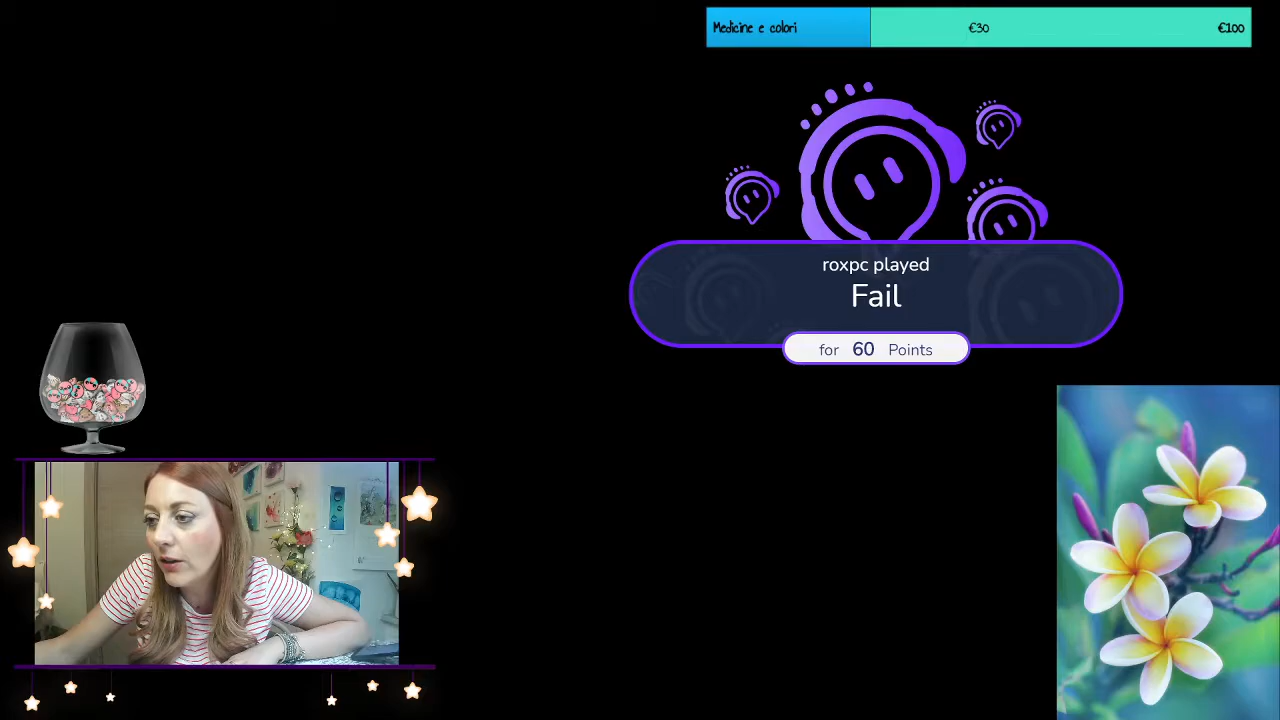 Medicine e colori €30 €100
roxpc played
Fail
for 60 Points